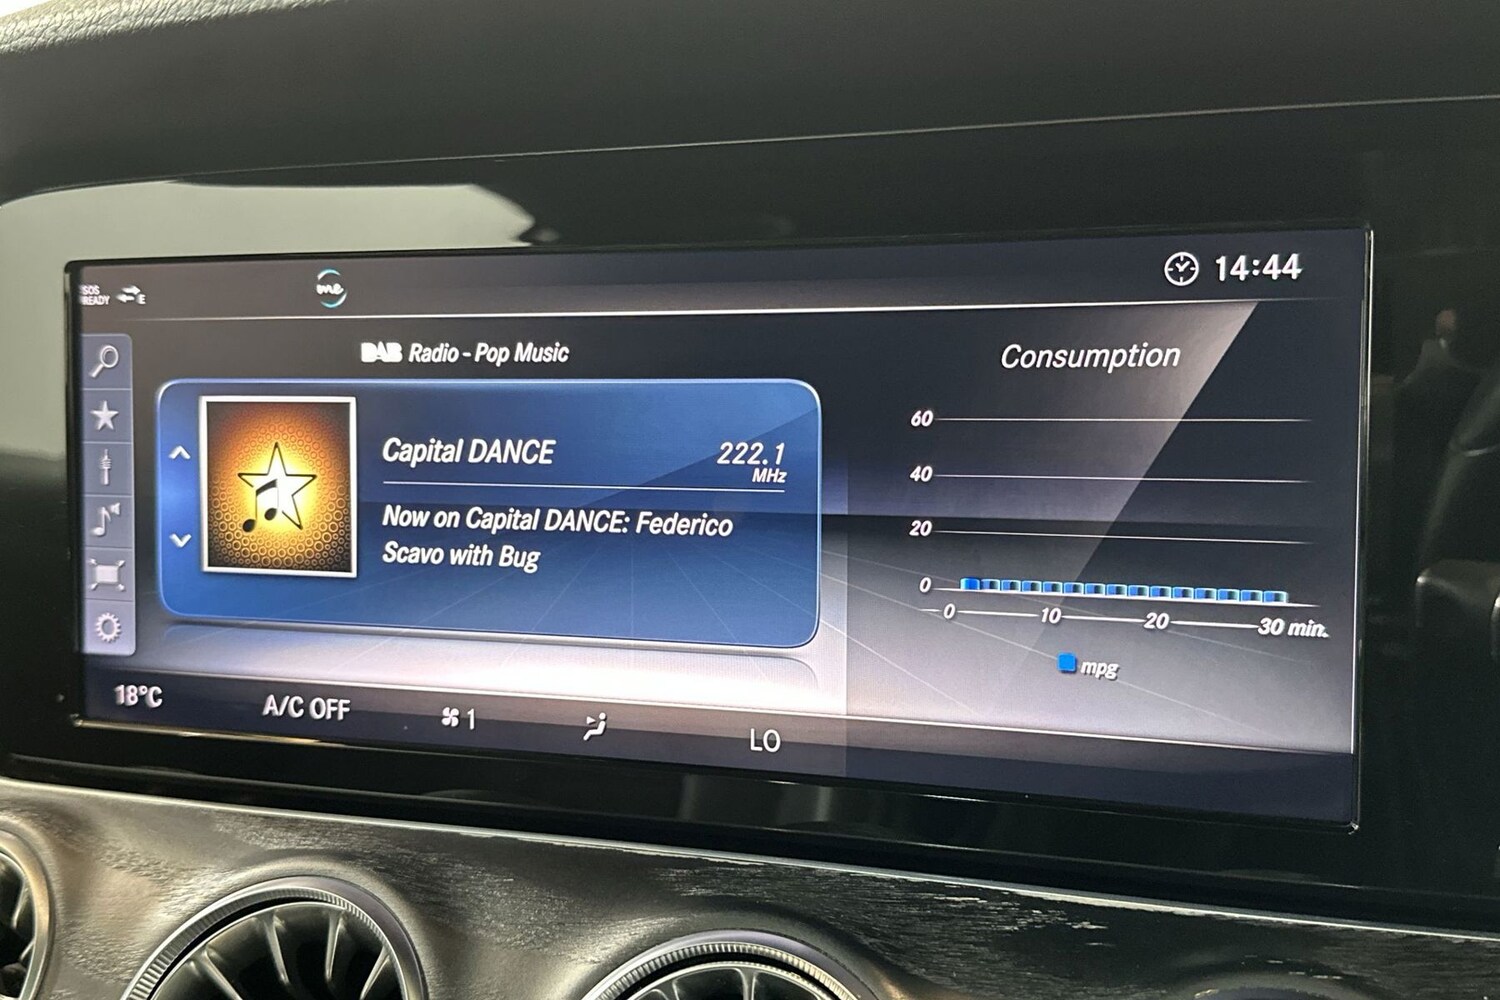 SOS
READY
E
me
14:44
DAB Radio - Pop Music
Consumption
Capital DANCE
222.1
MHz
Now on Capital DANCE: Federico
Scavo with Bug
60
40
20
0
0 10 20 30 min.
mpg
18°C
A/C OFF
1
LO